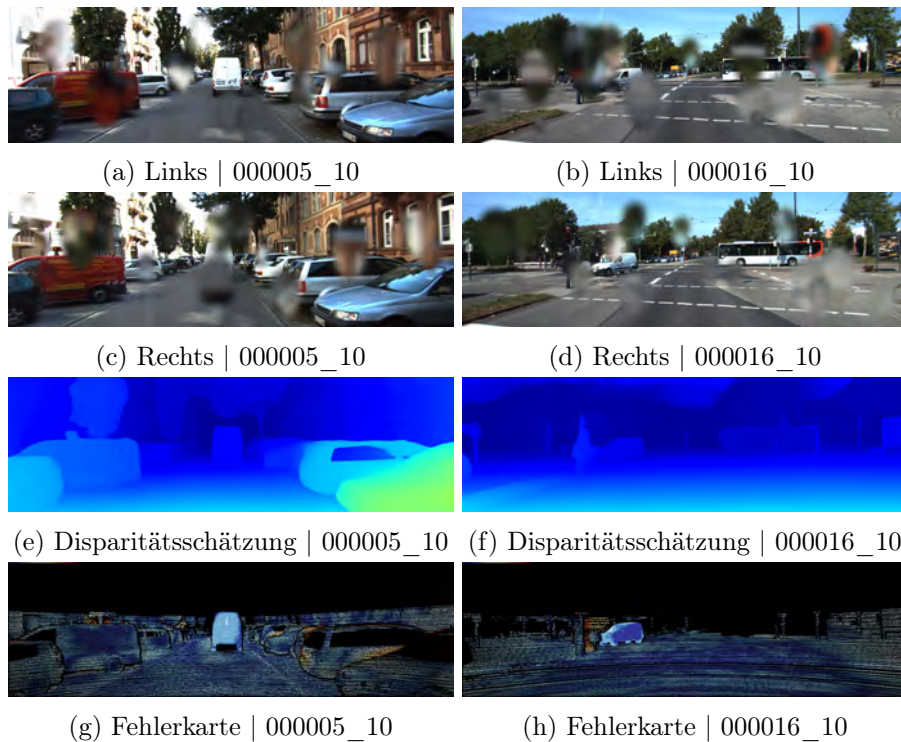 (a) Links | 000005_10
(b) Links | 000016_10
(c) Rechts | 000005_10
(d) Rechts | 000016_10
(e) Disparitätsschätzung | 000005_10
(f) Disparitätsschätzung | 000016_10
(g) Fehlerkarte | 000005_10
(h) Fehlerkarte | 000016_10